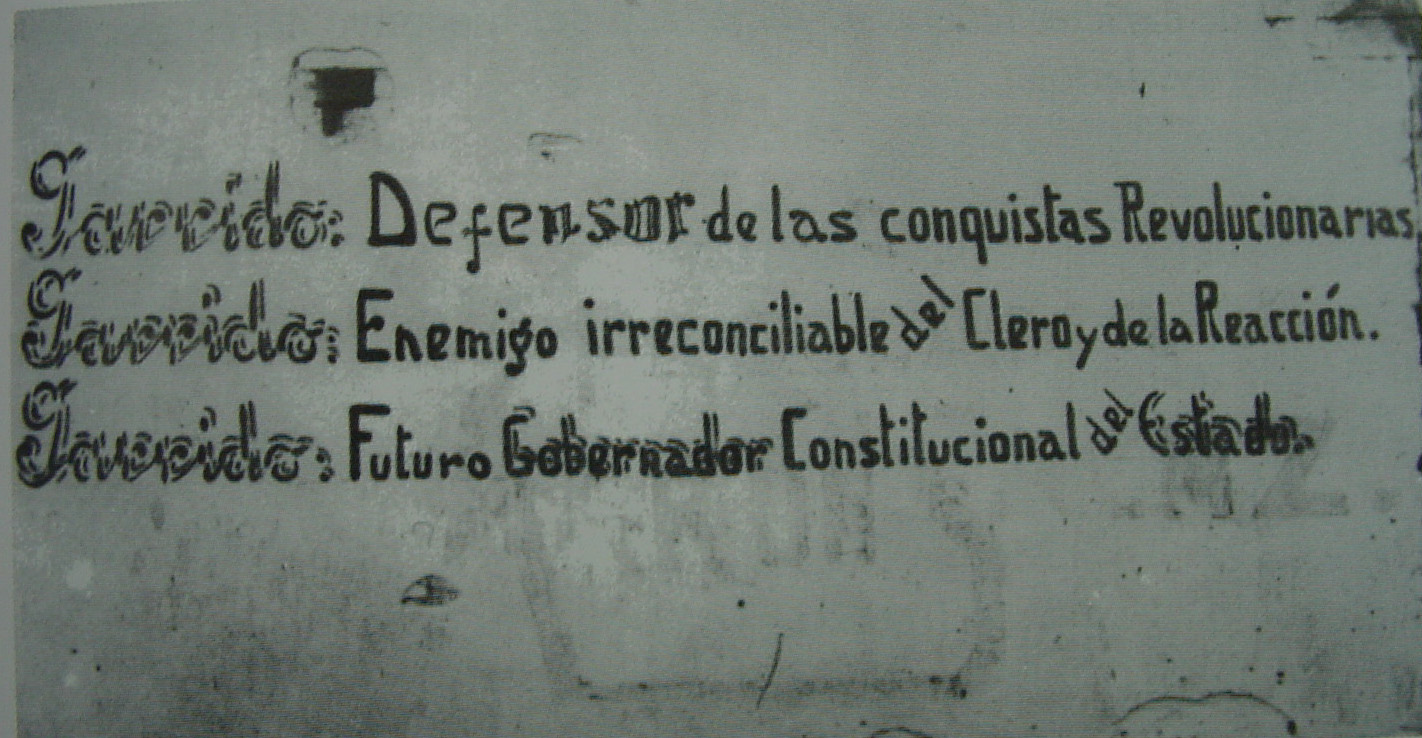 Garrido: Defensor de las conquistas Revolucionarias,
Garrido: Enemigo irreconciliable del Clero y de la Reacción.
Garrido: Futuro Gobernador Constitucional del Estado.